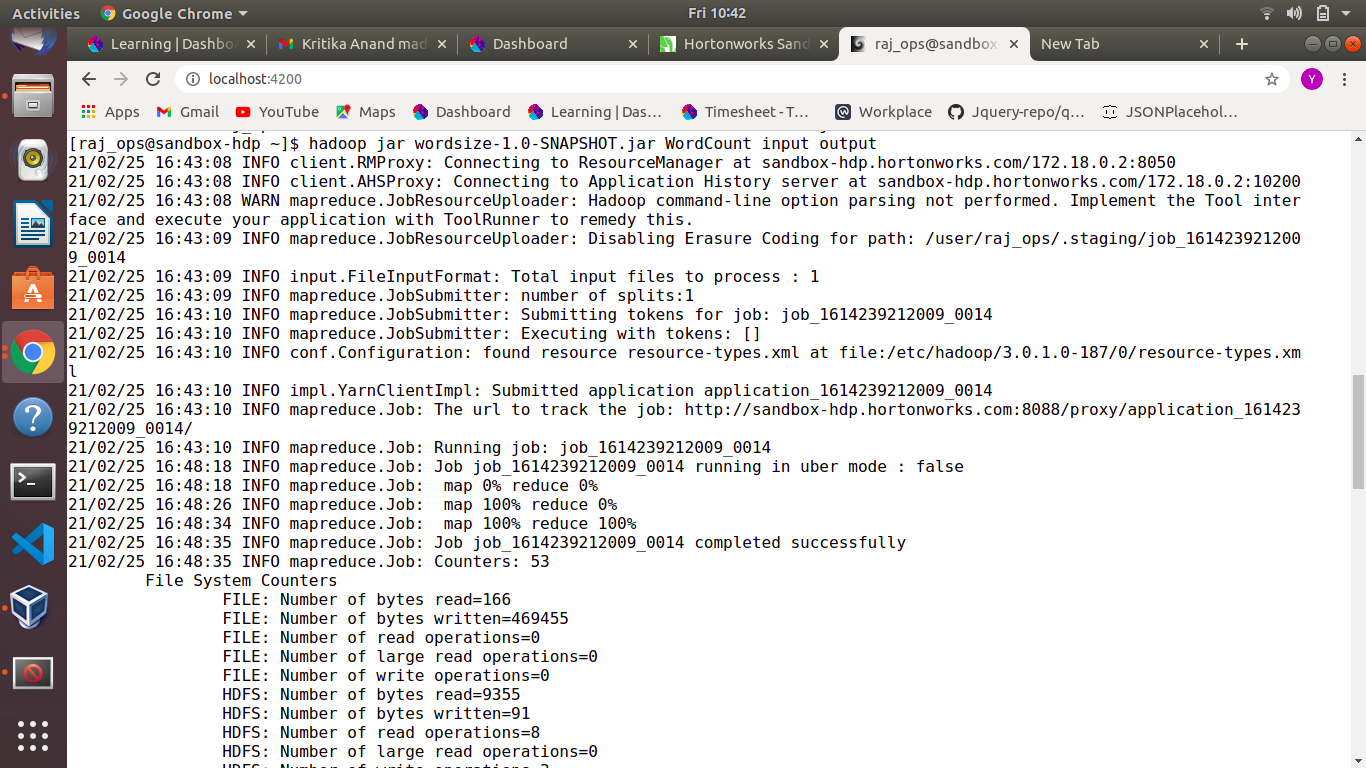 Activities
Google Chrome
Fri 10:42
Learning | Dashbo
Kritika Anand mad
Dashboard
Hortonworks Sand
raj_ops@sandbox-
New Tab
localhost:4200
Y
Apps
Gmail
YouTube
Maps
Dashboard
Learning | Das…
Timesheet - T…
Workplace
Jquery-repo/q…
JSONPlacehol…
[raj_ops@sandbox-hdp ~]$ hadoop jar wordsize-1.0-SNAPSHOT.jar WordCount input output
21/02/25 16:43:08 INFO client.RMProxy: Connecting to ResourceManager at sandbox-hdp.hortonworks.com/172.18.0.2:8050
21/02/25 16:43:08 INFO client.AHSProxy: Connecting to Application History server at sandbox-hdp.hortonworks.com/172.18.0.2:10200
21/02/25 16:43:08 WARN mapreduce.JobResourceUploader: Hadoop command-line option parsing not performed. Implement the Tool inter
face and execute your application with ToolRunner to remedy this.
21/02/25 16:43:09 INFO mapreduce.JobResourceUploader: Disabling Erasure Coding for path: /user/raj_ops/.staging/job_161423921200
9_0014
21/02/25 16:43:09 INFO input.FileInputFormat: Total input files to process : 1
21/02/25 16:43:09 INFO mapreduce.JobSubmitter: number of splits:1
21/02/25 16:43:10 INFO mapreduce.JobSubmitter: Submitting tokens for job: job_1614239212009_0014
21/02/25 16:43:10 INFO mapreduce.JobSubmitter: Executing with tokens: []
21/02/25 16:43:10 INFO conf.Configuration: found resource resource-types.xml at file:/etc/hadoop/3.0.1.0-187/0/resource-types.xm
l
21/02/25 16:43:10 INFO impl.YarnClientImpl: Submitted application application_1614239212009_0014
21/02/25 16:43:10 INFO mapreduce.Job: The url to track the job: http://sandbox-hdp.hortonworks.com:8088/proxy/application_161423
9212009_0014/
21/02/25 16:43:10 INFO mapreduce.Job: Running job: job_1614239212009_0014
21/02/25 16:48:18 INFO mapreduce.Job: Job job_1614239212009_0014 running in uber mode : false
21/02/25 16:48:18 INFO mapreduce.Job:  map 0% reduce 0%
21/02/25 16:48:26 INFO mapreduce.Job:  map 100% reduce 0%
21/02/25 16:48:34 INFO mapreduce.Job:  map 100% reduce 100%
21/02/25 16:48:35 INFO mapreduce.Job: Job job_1614239212009_0014 completed successfully
21/02/25 16:48:35 INFO mapreduce.Job: Counters: 53
File System Counters
FILE: Number of bytes read=166
FILE: Number of bytes written=469455
FILE: Number of read operations=0
FILE: Number of large read operations=0
FILE: Number of write operations=0
HDFS: Number of bytes read=9355
HDFS: Number of bytes written=91
HDFS: Number of read operations=8
HDFS: Number of large read operations=0